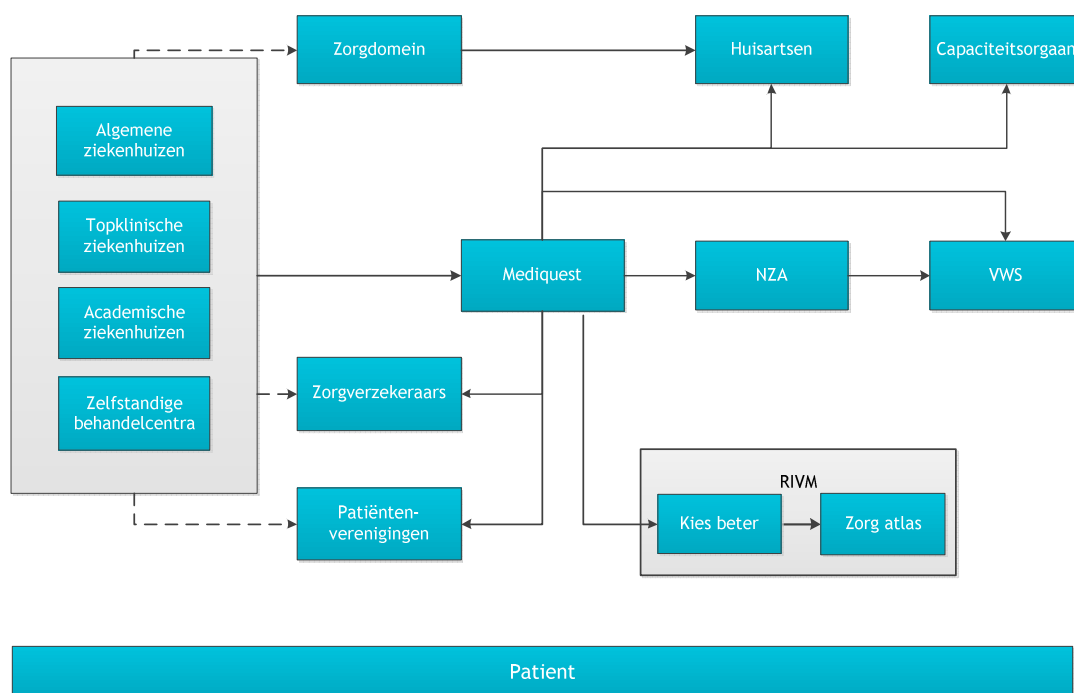 Zorgdomein
Huisartsen
Capaciteitsorgaan
Algemene
ziekenhuizen
Topklinische
ziekenhuizen
Academische
ziekenhuizen
Zelfstandige
behandelcentra
Mediquest
NZA
VWS
Zorgverzekeraars
Patiënten-
verenigingen
RIVM
Kies beter
Zorg atlas
Patient